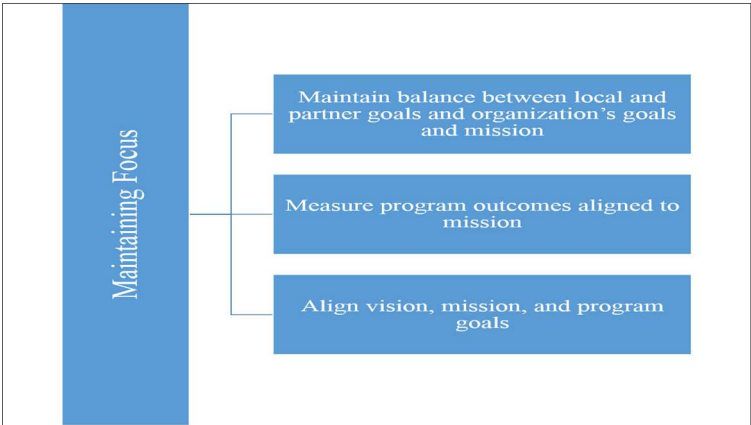 Maintaining Focus
Maintain balance between local and
partner goals and organization’s goals
and mission
Measure program outcomes aligned to
mission
Align vision, mission, and program
goals